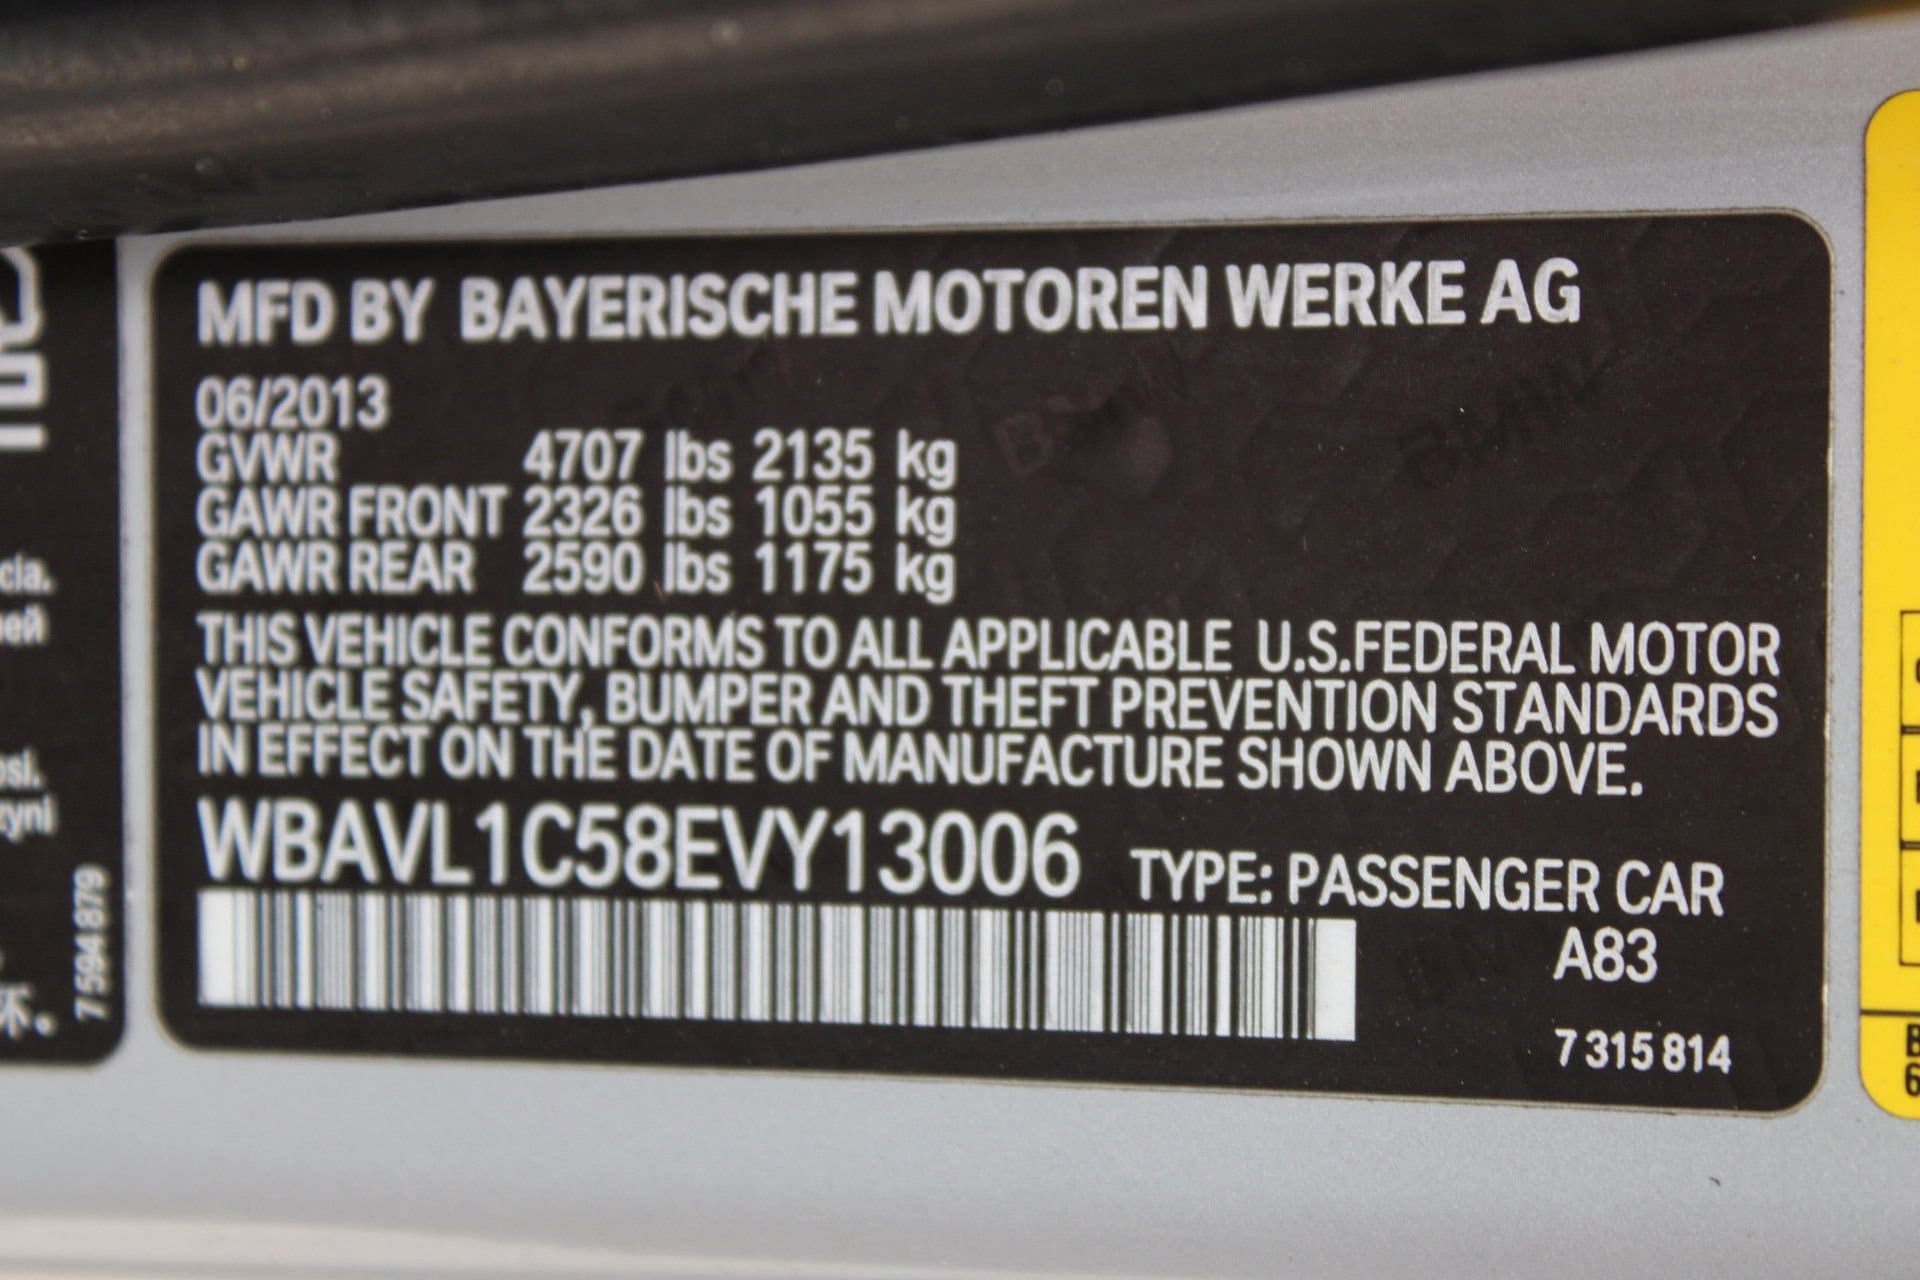 MFD BY BAYERISCHE MOTOREN WERKE AG
06/2013
GVWR 4707 lbs 2135 kg
GAWR FRONT 2326 lbs 1055 kg
GAWR REAR 2590 lbs 1175 kg
THIS VEHICLE CONFORMS TO ALL APPLICABLE U.S.FEDERAL MOTOR
VEHICLE SAFETY, BUMPER AND THEFT PREVENTION STANDARDS
IN EFFECT ON THE DATE OF MANUFACTURE SHOWN ABOVE.
WBAVL1C58EVY13006 TYPE: PASSENGER CAR
A83
7 315 814
7594879